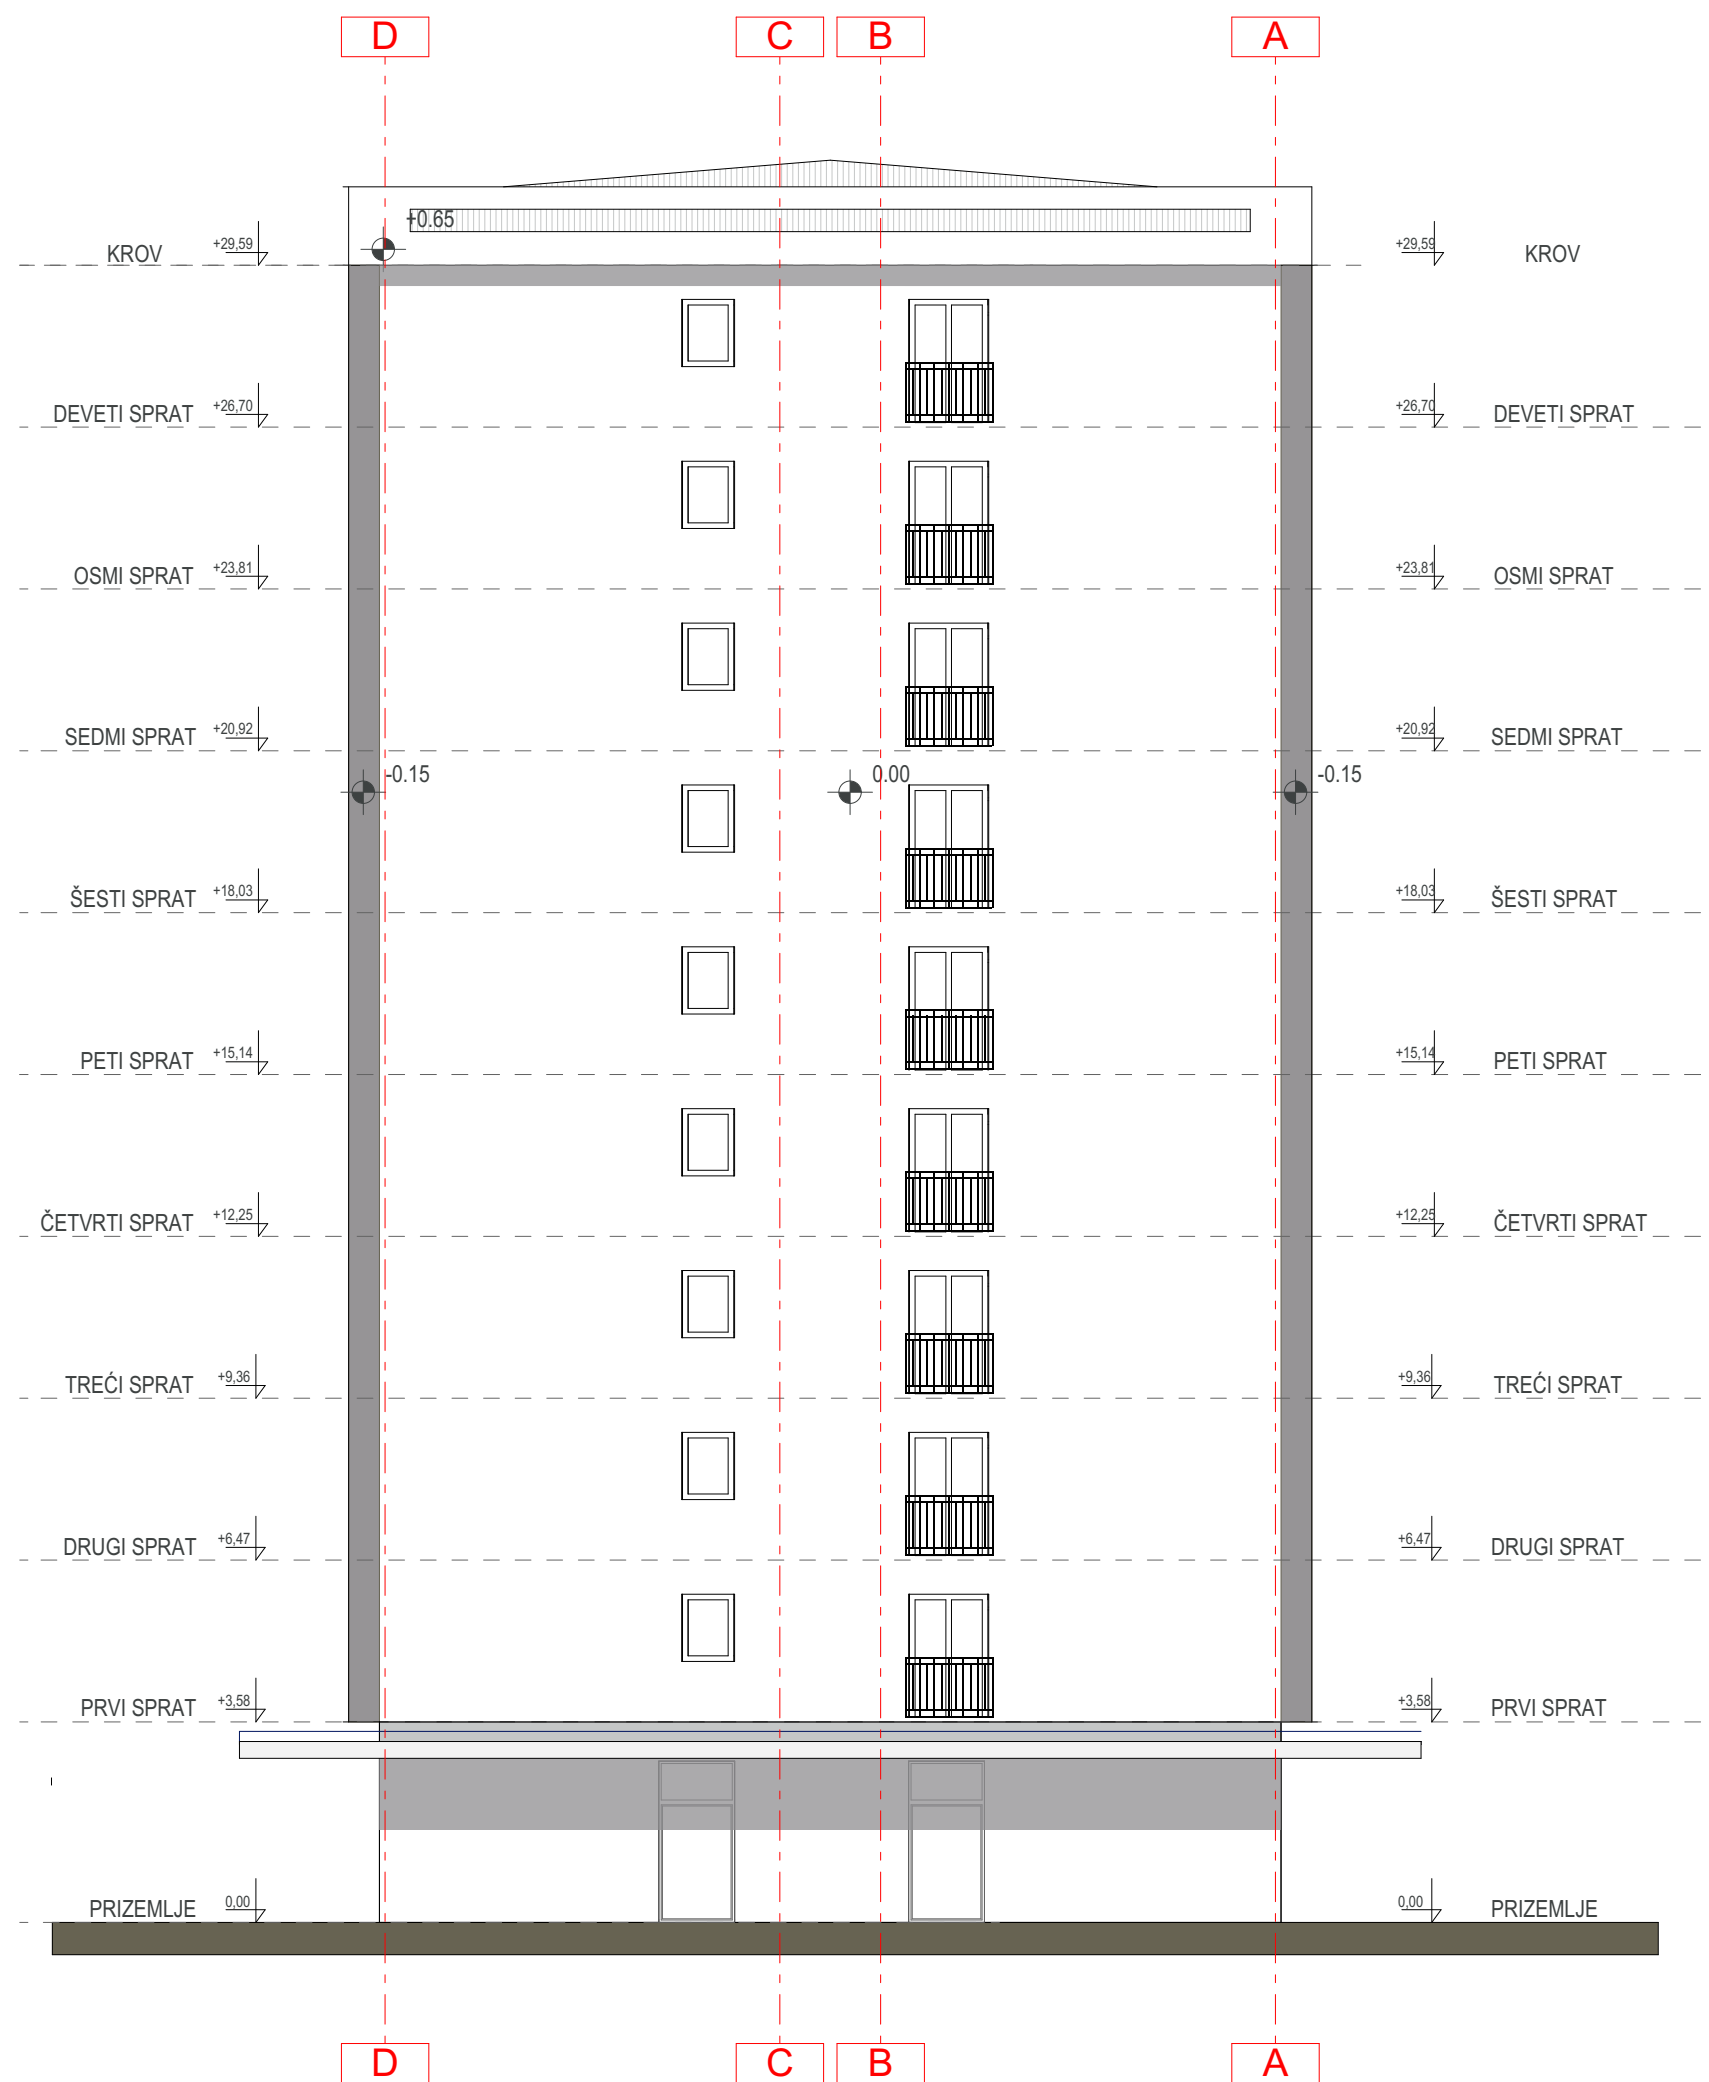 D C B A
+0.65
KROV +29,59 +29,59 KROV
DEVETI SPRAT +26,70 +26,70 DEVETI SPRAT
OSMI SPRAT +23,81 +23,81 OSMI SPRAT
SEDMI SPRAT +20,92 +20,92 SEDMI SPRAT
-0.15 0.00 -0.15
ŠESTI SPRAT +18,03 +18,03 ŠESTI SPRAT
PETI SPRAT +15,14 +15,14 PETI SPRAT
ČETVRTI SPRAT +12,25 +12,25 ČETVRTI SPRAT
TREĆI SPRAT +9,36 +9,36 TREĆI SPRAT
DRUGI SPRAT +6,47 +6,47 DRUGI SPRAT
PRVI SPRAT +3,58 +3,58 PRVI SPRAT
PRIZEMLJE 0,00 0,00 PRIZEMLJE
D C B A